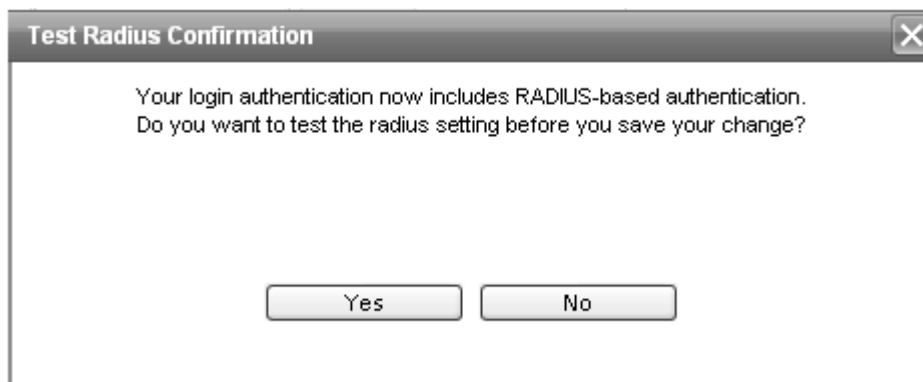 Test Radius Confirmation
Your login authentication now includes RADIUS-based authentication.
Do you want to test the radius setting before you save your change?
Yes
No